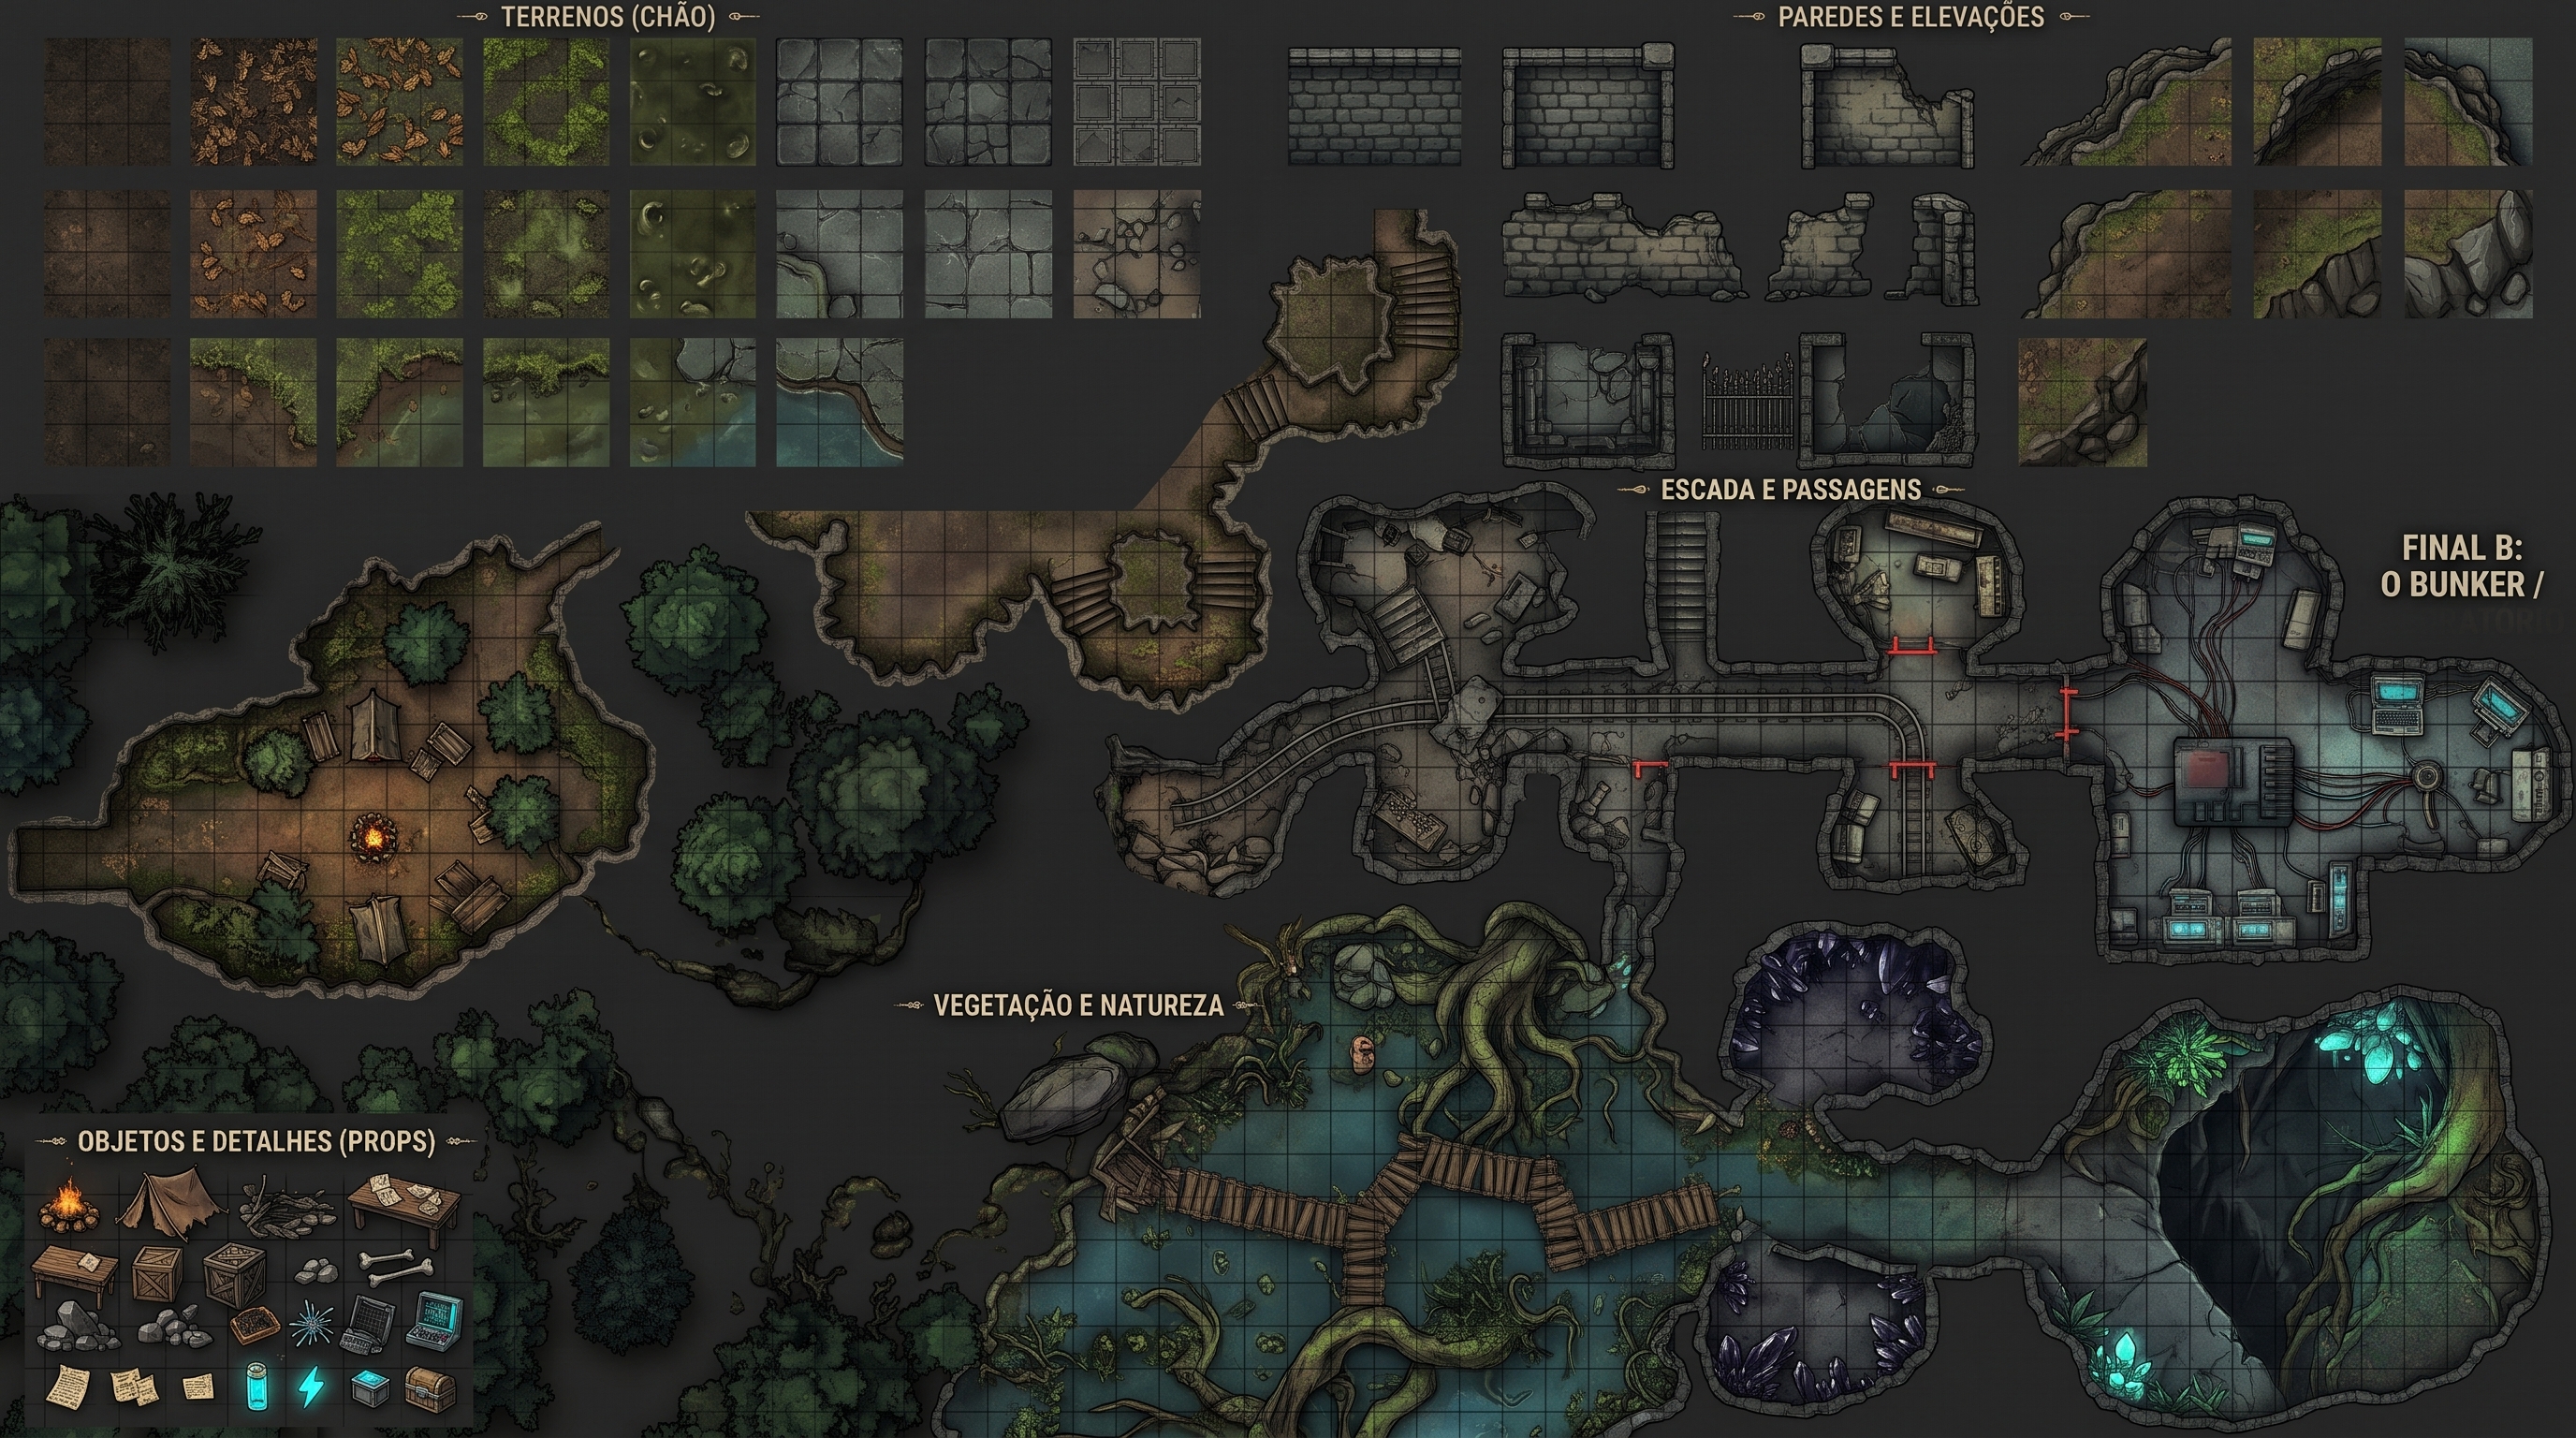 TERRENOS (CHÃO)
PAREDES E ELEVAÇÕES
ESCADA E PASSAGENS
FINAL B:
O BUNKER /
VEGETAÇÃO E NATUREZA
OBJETOS E DETALHES (PROPS)